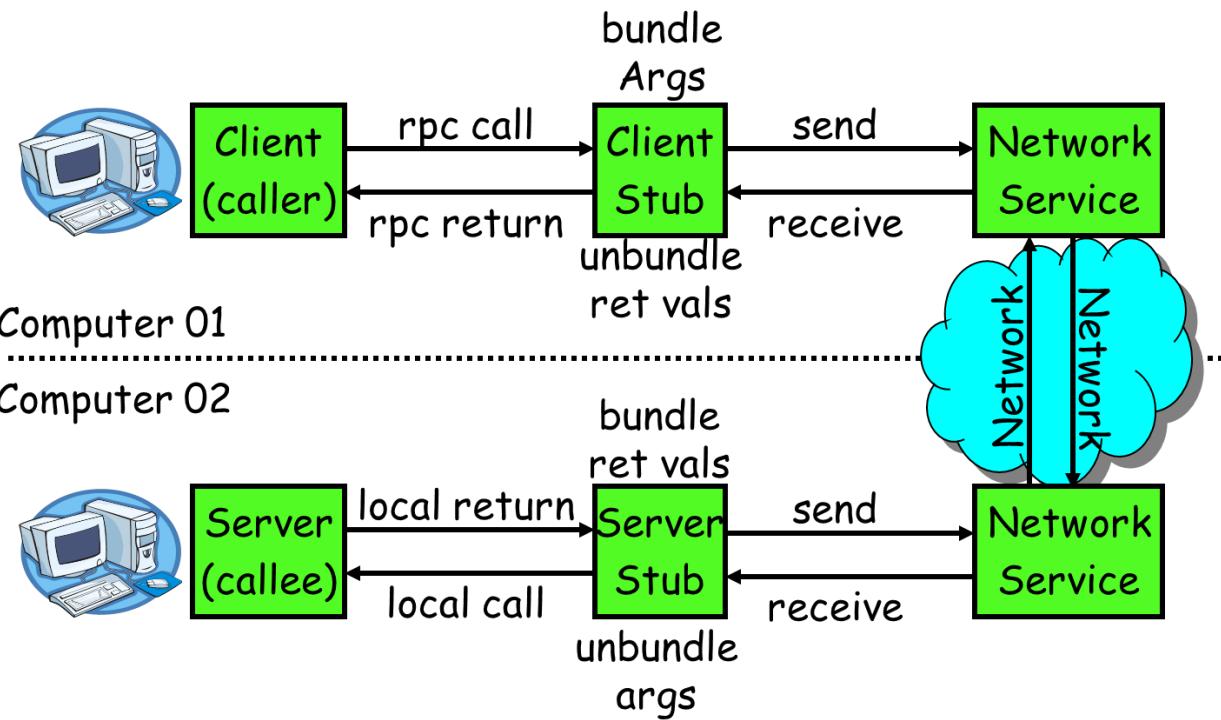 bundle
Args
Client
(caller)
rpc call
rpc return
Client
Stub
send
receive
Network
Service
unbundle
ret vals
Computer 01
Network
Network
Computer 02
bundle
ret vals
Server
(callee)
local return
local call
Server
Stub
send
receive
Network
Service
unbundle
args